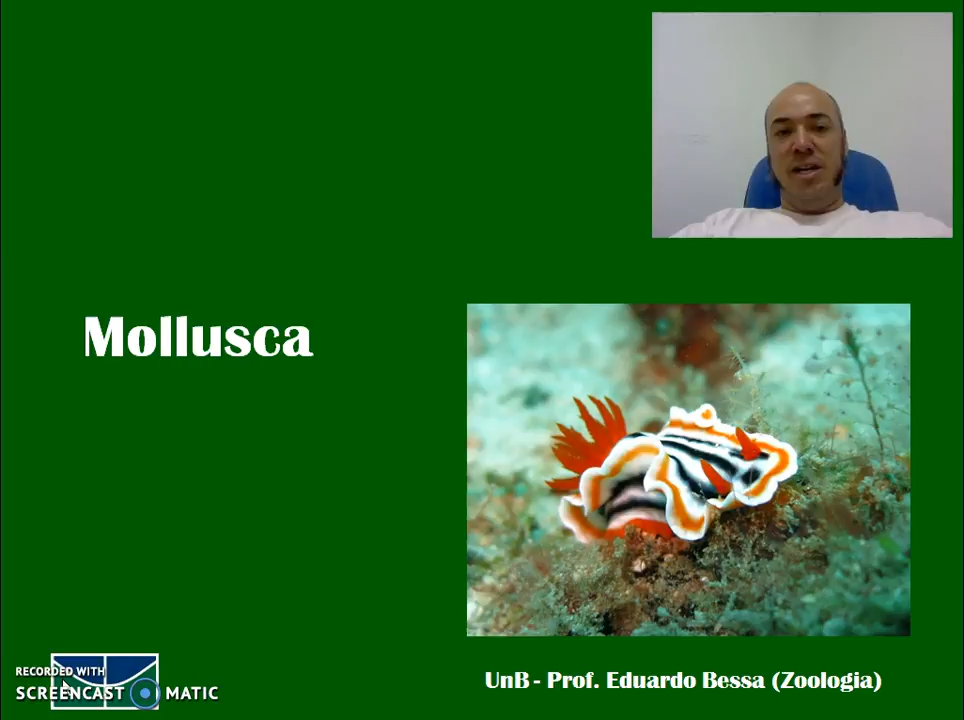 Mollusca
UnB - Prof. Eduardo Bessa (Zoologia)
RECORDED WITH
SCREENCAST MATIC